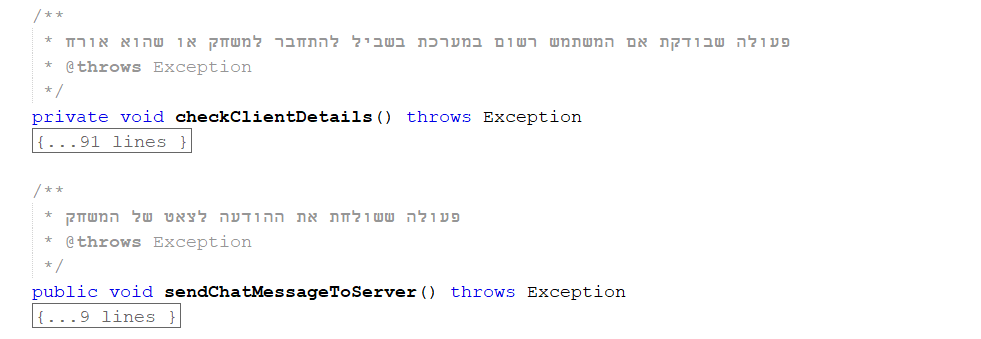 /**
* פעולה שבודקת אם המשתמש רשום במערכת בשביל להתחבר למשחק או שהוא אורח
* @throws Exception
*/
private void checkClientDetails() throws Exception
{...91 lines }
/**
* פעולה ששולחת את ההודעה לצאט של המשחק
* @throws Exception
*/
public void sendChatMessageToServer() throws Exception
{...9 lines }